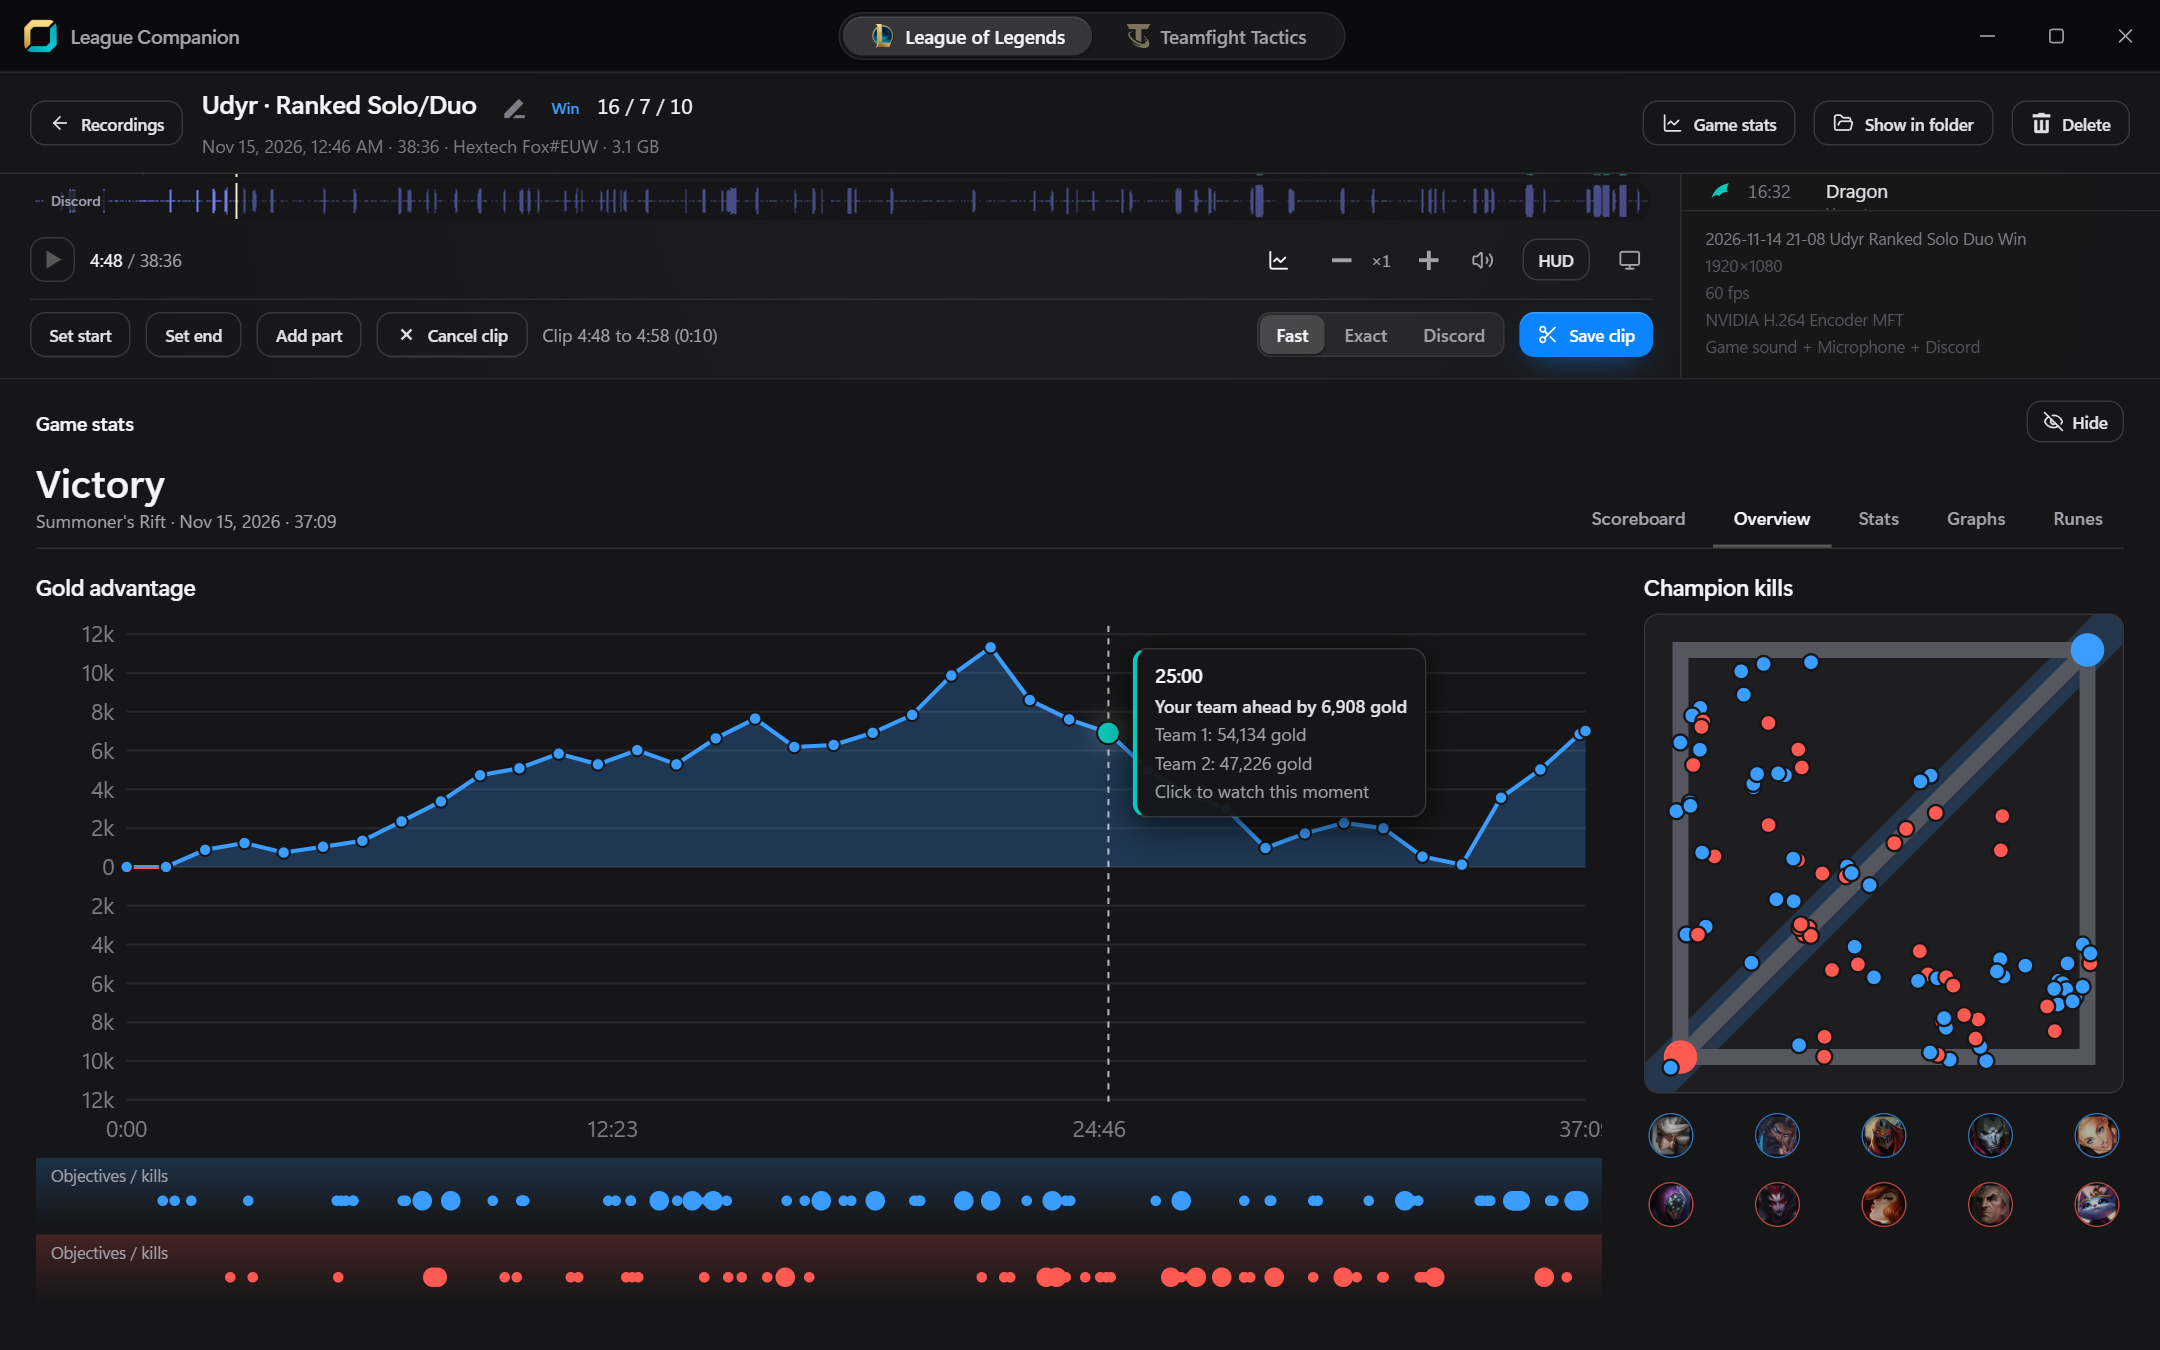 League Companion
League of Legends
Teamfight Tactics
Recordings
Udyr · Ranked Solo/Duo
Win
16 / 7 / 10
Nov 15, 2026, 12:46 AM · 38:36 · Hextech Fox#EUW · 3.1 GB
Game stats
Show in folder
Delete
Discord
16:32
Dragon
4:48 / 38:36
×1
HUD
2026-11-14 21-08 Udyr Ranked Solo Duo Win
1920×1080
60 fps
NVIDIA H.264 Encoder MFT
Game sound + Microphone + Discord
Set start
Set end
Add part
Cancel clip
Clip 4:48 to 4:58 (0:10)
Fast
Exact
Discord
Save clip
Game stats
Hide
Victory
Summoner's Rift · Nov 15, 2026 · 37:09
Scoreboard
Overview
Stats
Graphs
Runes
Gold advantage
12k
10k
8k
6k
4k
2k
0
2k
4k
6k
8k
10k
12k
0:00
12:23
24:46
37:09
25:00
Your team ahead by 6,908 gold
Team 1: 54,134 gold
Team 2: 47,226 gold
Click to watch this moment
Champion kills
Objectives / kills
Objectives / kills